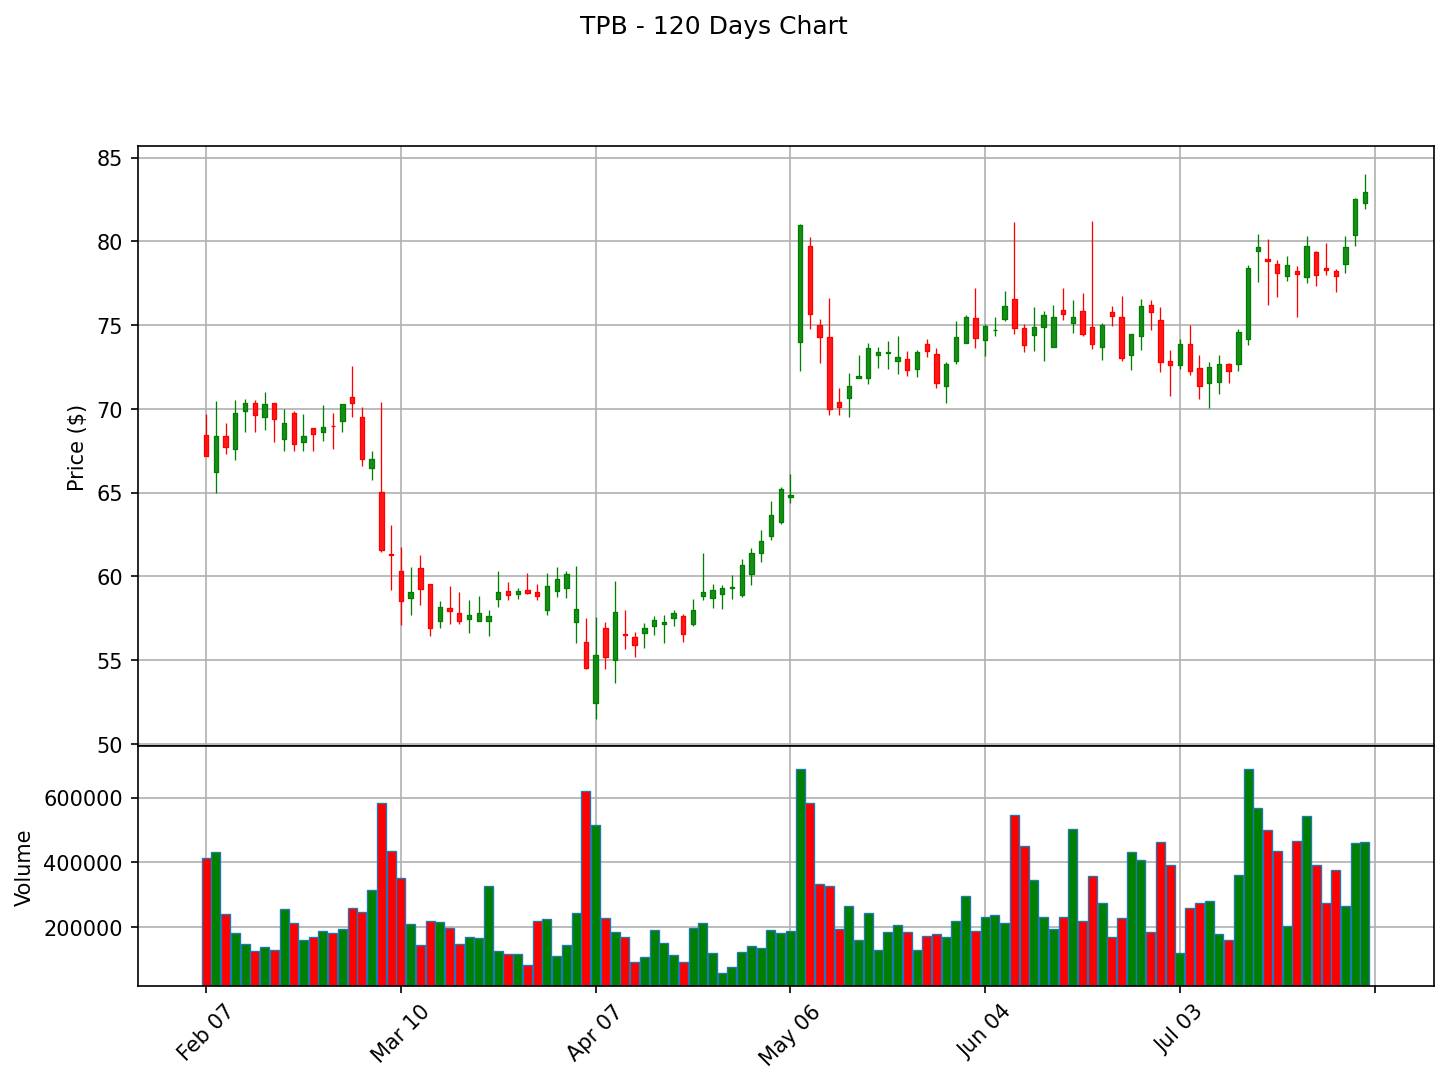 TPB - 120 Days Chart
85
80
75
70
65
60
55
50
Price ($)
600000
400000
200000
Volume
Feb 07
Mar 10
Apr 07
May 06
Jun 04
Jul 03